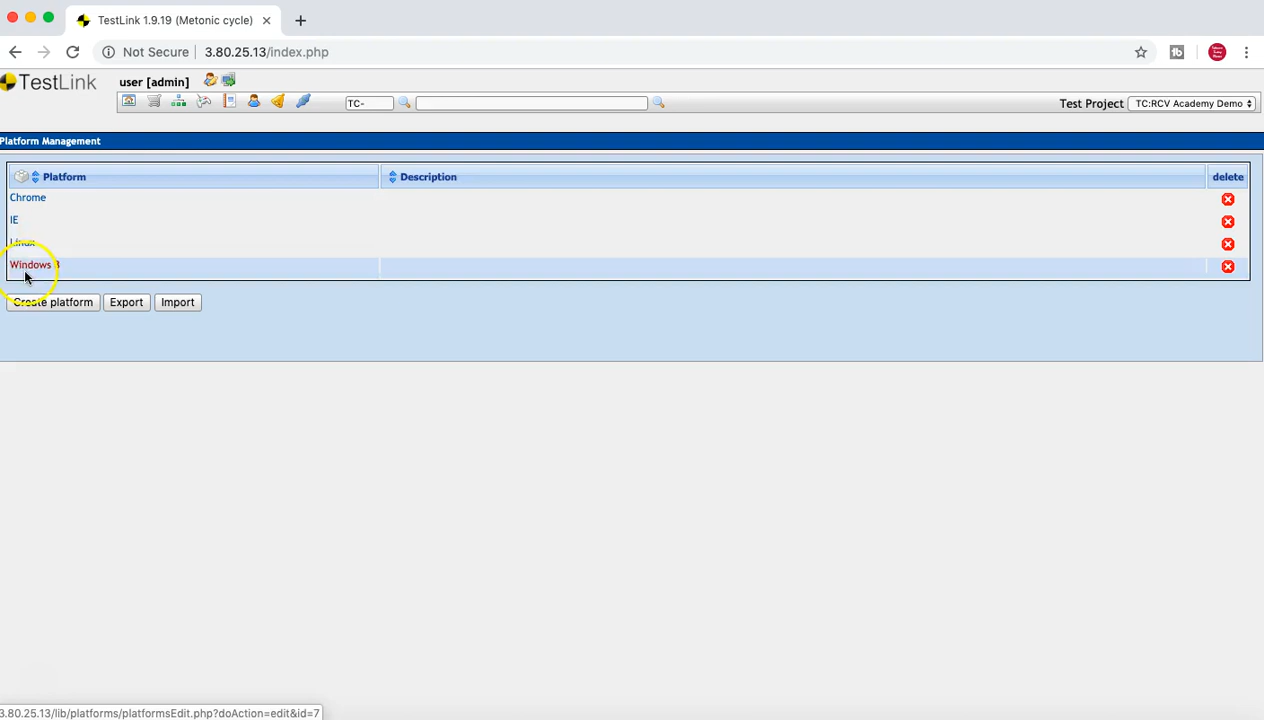 TestLink 1.9.19 (Metonic cycle)
Not Secure 3.80.25.13/index.php
TestLink user [admin]
TC- Test Project TC:RCV Academy Demo
Platform Management
Platform Description delete
Chrome
IE
Linux
Windows
Create platform Export Import
3.80.25.13/lib/platforms/platformsEdit.php?doAction=edit&id=7